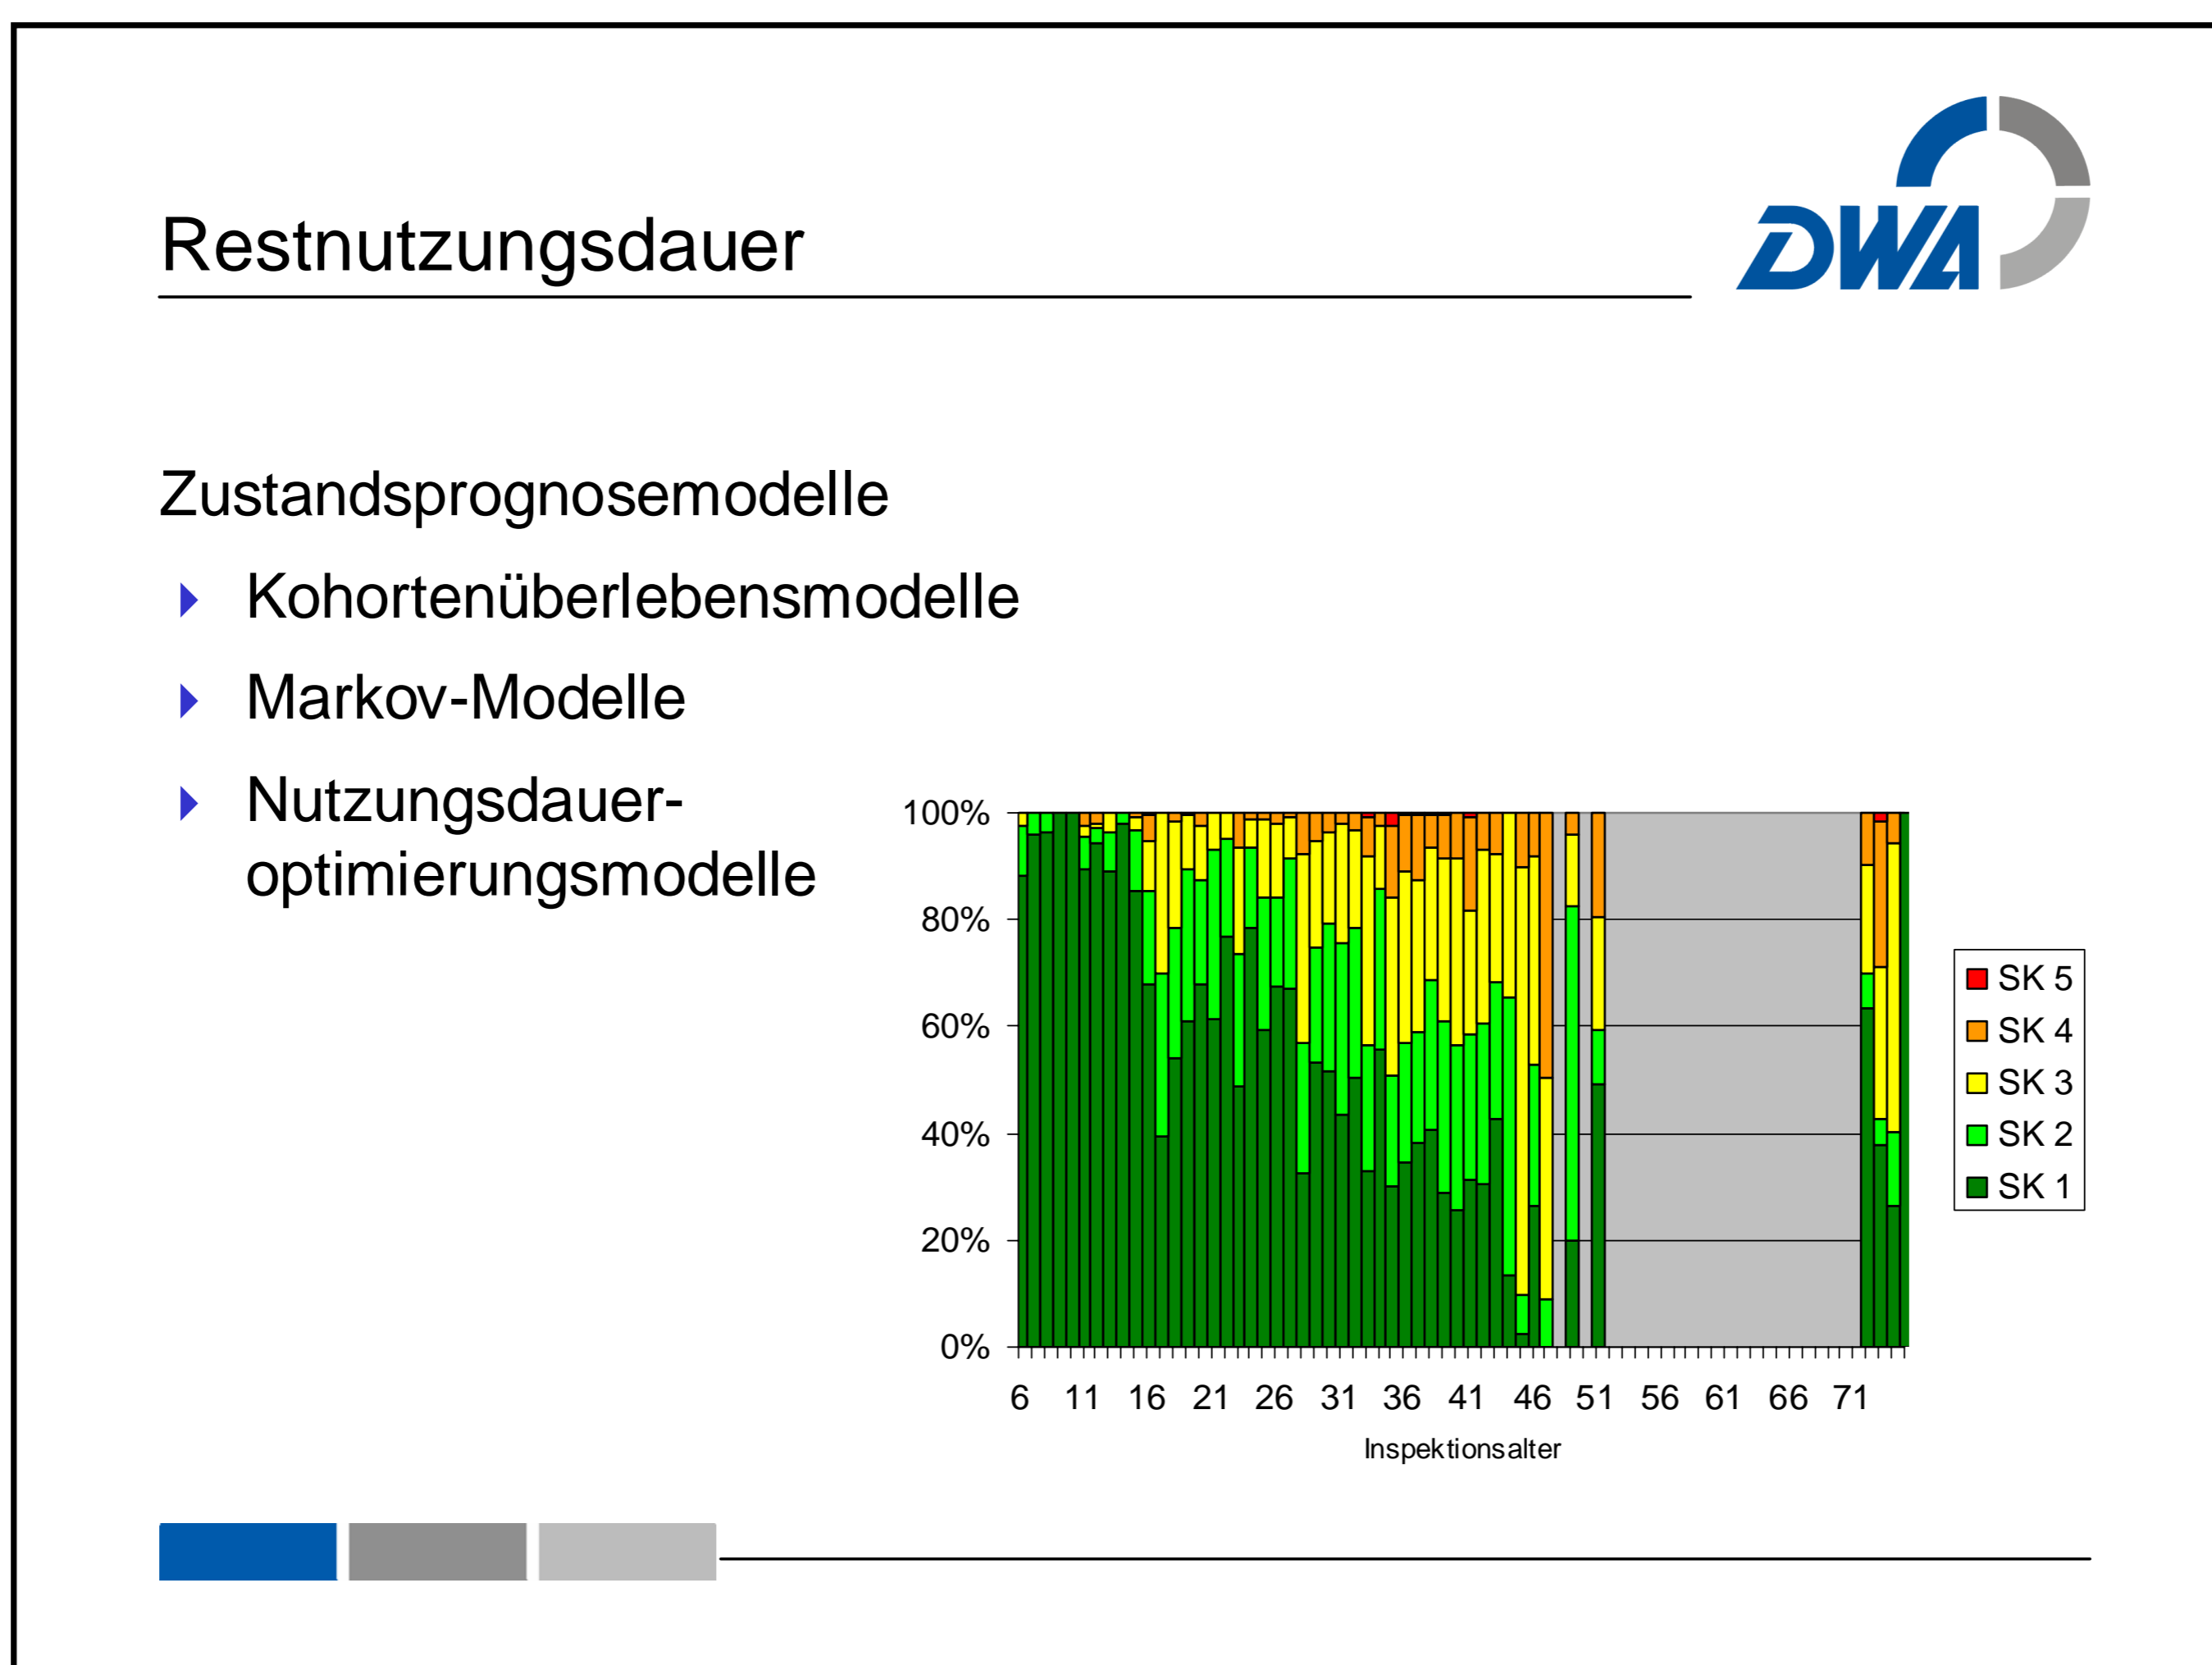 DWA
Restnutzungsdauer
Zustandsprognosemodelle
Kohortenüberlebensmodelle
Markov-Modelle
Nutzungsdauer-
optimierungsmodelle
100%
80%
60%
40%
20%
0%
6 11 16 21 26 31 36 41 46 51 56 61 66 71
Inspektionsalter
SK 5
SK 4
SK 3
SK 2
SK 1